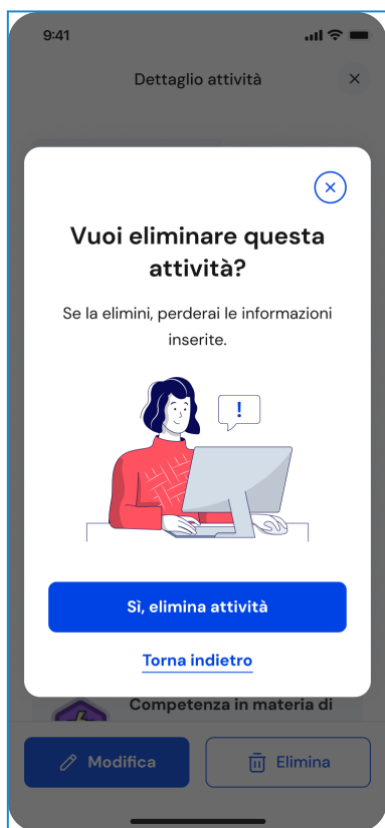 9:41
Dettaglio attività
Vuoi eliminare questa
attività?
Se la elimini, perderai le informazioni
inserite.
!
Sì, elimina attività
Torna indietro
Competenza in materia di
Modifica
Elimina